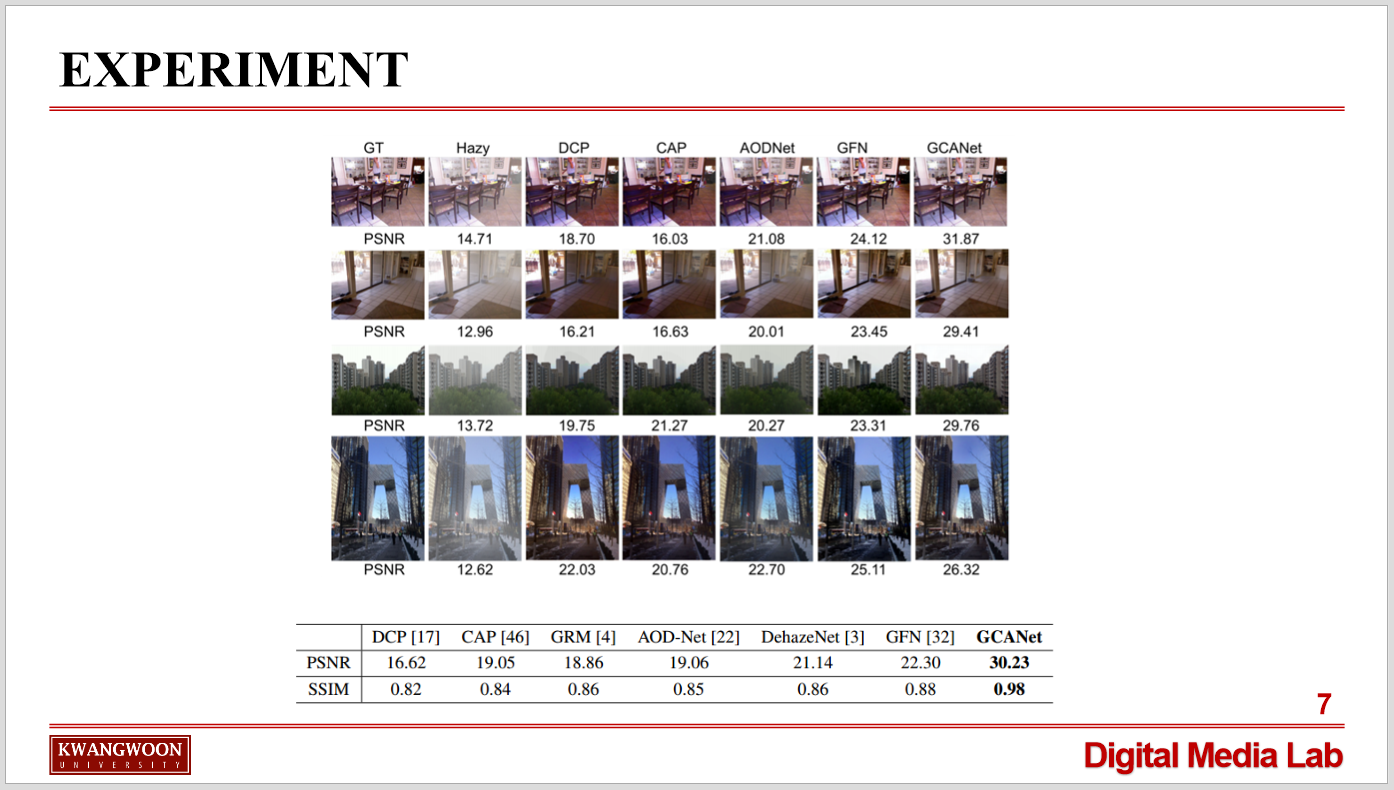 EXPERIMENT
GT Hazy DCP CAP AODNet GFN GCANet
PSNR 14.71 18.70 16.03 21.08 24.12 31.87
PSNR 12.96 16.21 16.63 20.01 23.45 29.41
PSNR 13.72 19.75 21.27 20.27 23.31 29.76
PSNR 12.62 22.03 20.76 22.70 25.11 26.32
DCP [17] CAP [46] GRM [4] AOD-Net [22] DehazeNet [3] GFN [32] GCANet
PSNR 16.62 19.05 18.86 19.06 21.14 22.30 30.23
SSIM 0.82 0.84 0.86 0.85 0.86 0.88 0.98
7
KWANGWOON
UNIVERSITY
Digital Media Lab